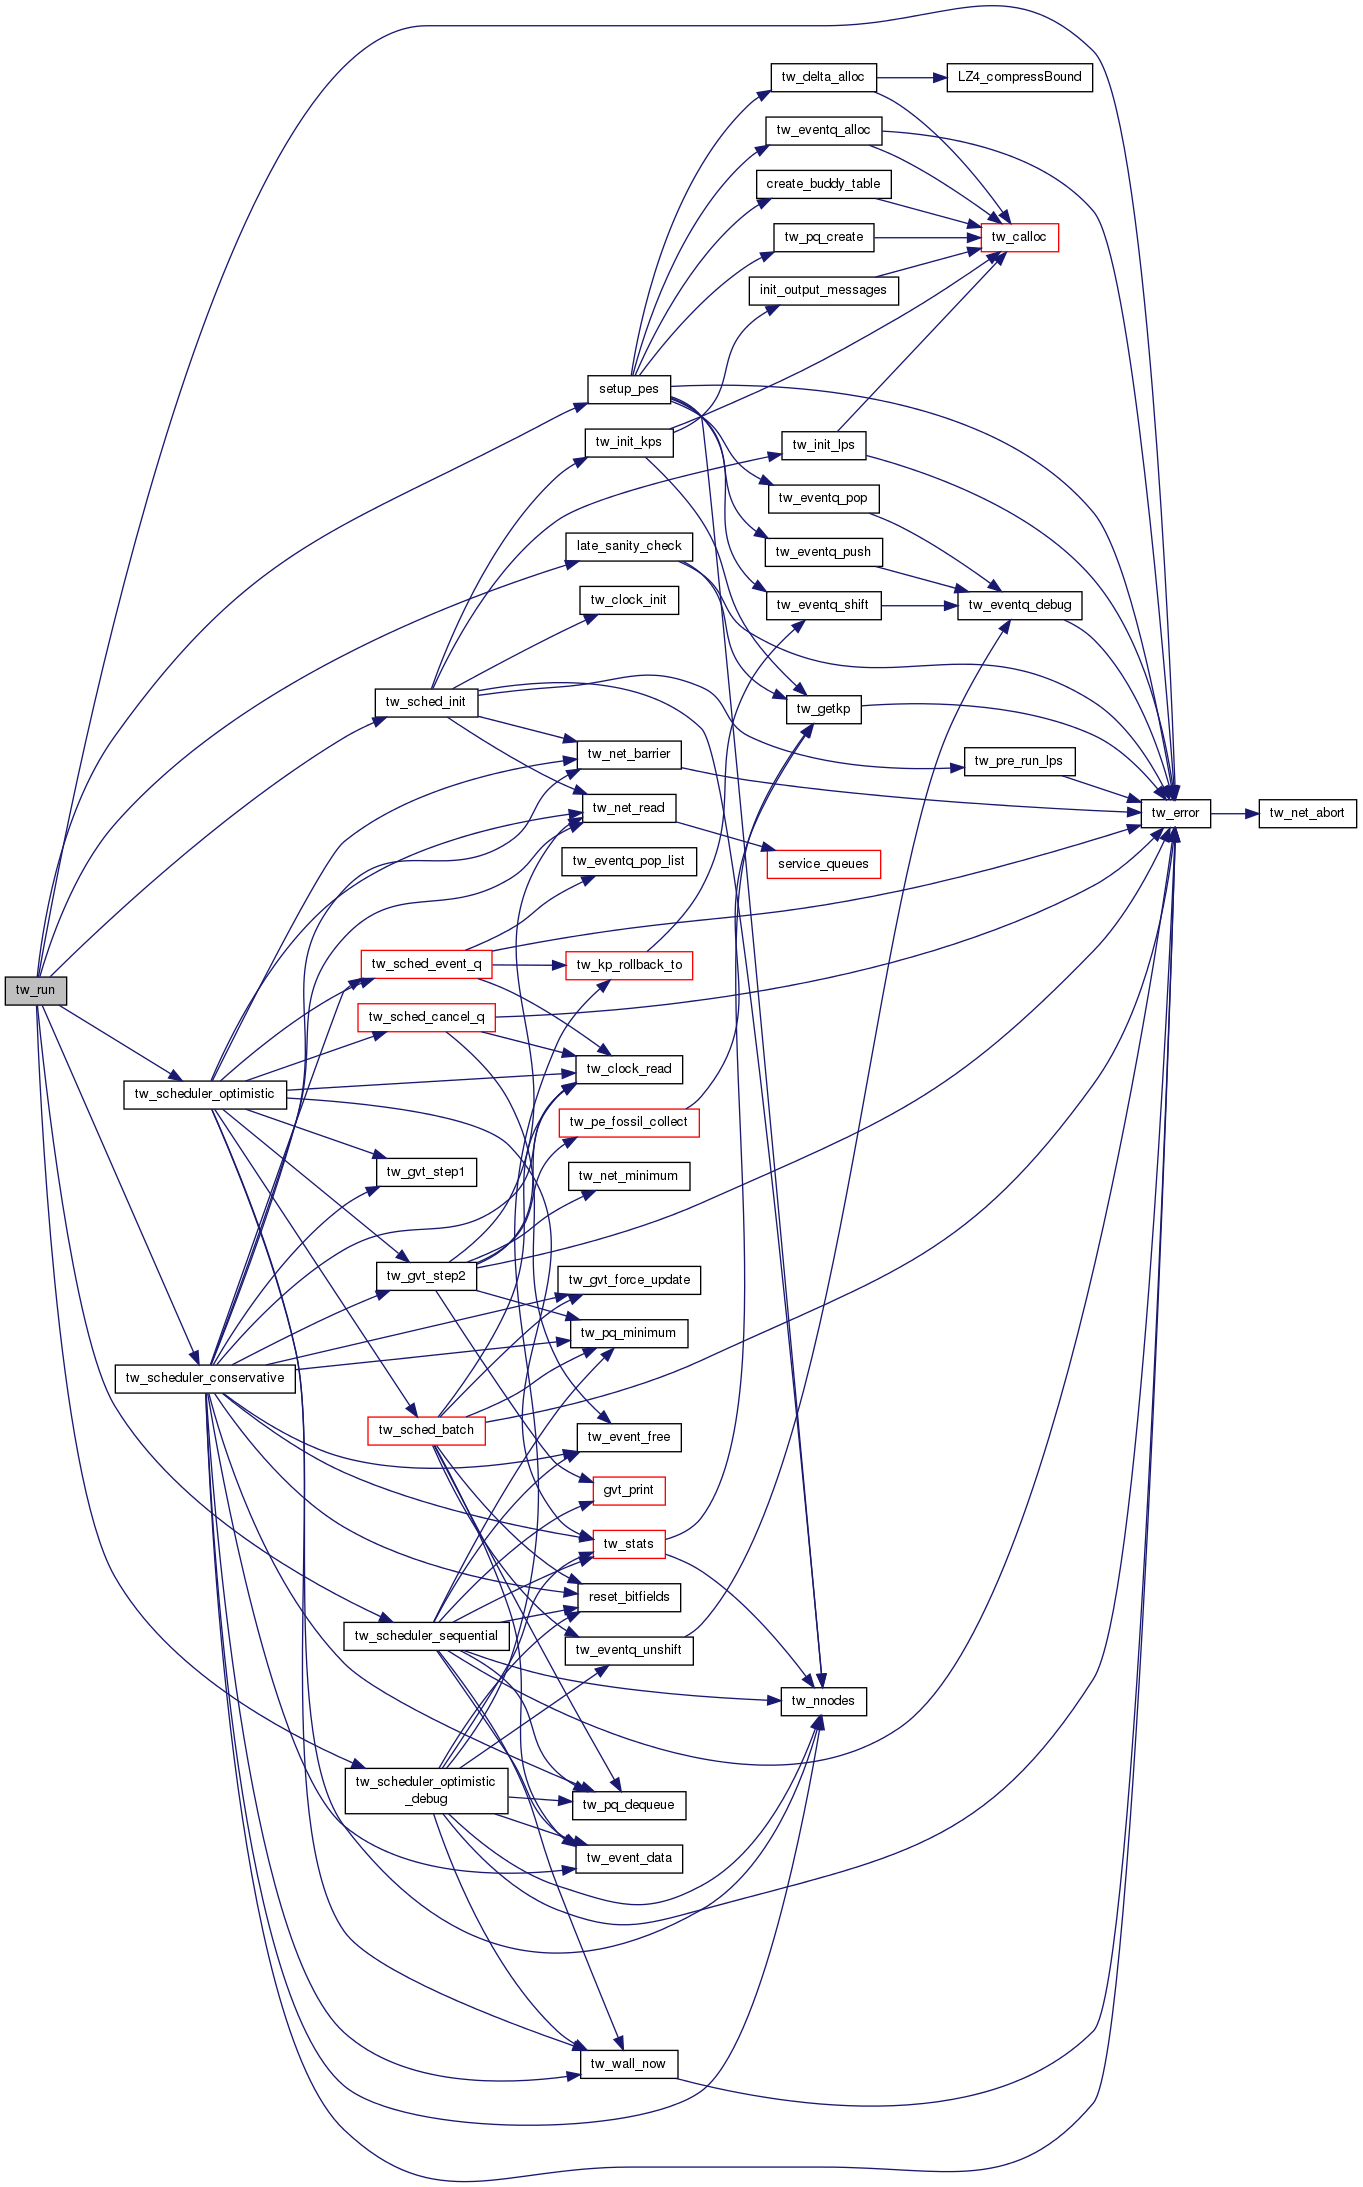 tw_delta_alloc
LZ4_compressBound
tw_eventq_alloc
create_buddy_table
tw_pq_create
tw_calloc
init_output_messages
setup_pes
tw_init_kps
tw_init_lps
tw_eventq_pop
late_sanity_check
tw_eventq_push
tw_clock_init
tw_eventq_shift
tw_eventq_debug
tw_sched_init
tw_getkp
tw_net_barrier
tw_pre_run_lps
tw_net_read
tw_error
tw_net_abort
tw_eventq_pop_list
service_queues
tw_sched_event_q
tw_kp_rollback_to
tw_run
tw_sched_cancel_q
tw_clock_read
tw_scheduler_optimistic
tw_pe_fossil_collect
tw_gvt_step1
tw_net_minimum
tw_gvt_step2
tw_gvt_force_update
tw_pq_minimum
tw_scheduler_conservative
tw_sched_batch
tw_event_free
gvt_print
tw_stats
reset_bitfields
tw_scheduler_sequential
tw_eventq_unshift
tw_nnodes
tw_scheduler_optimistic
_debug
tw_pq_dequeue
tw_event_data
tw_wall_now